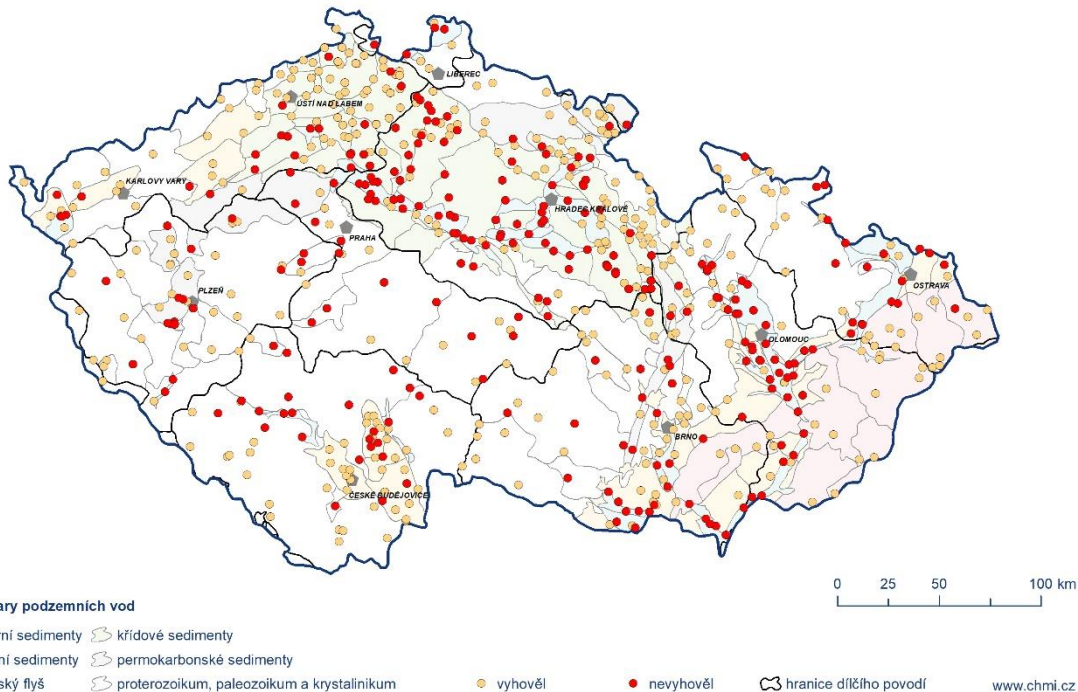 LIBEREC
ÚSTÍ NAD LABEM
KARLOVY VARY
HRADEC KRÁLOVÉ
PRAHA
OSTRAVA
PLZEŇ
OLOMOUC
BRNO
ČESKÉ BUDĚJOVICE
0 25 50 100 km
ary podzemních vod
rní sedimenty křídové sedimenty
ní sedimenty permokarbonské sedimenty
ský flyš proterozoikum, paleozoikum a krystalinikum vyhověl nevyhověl hranice dílčího povodí www.chmi.cz